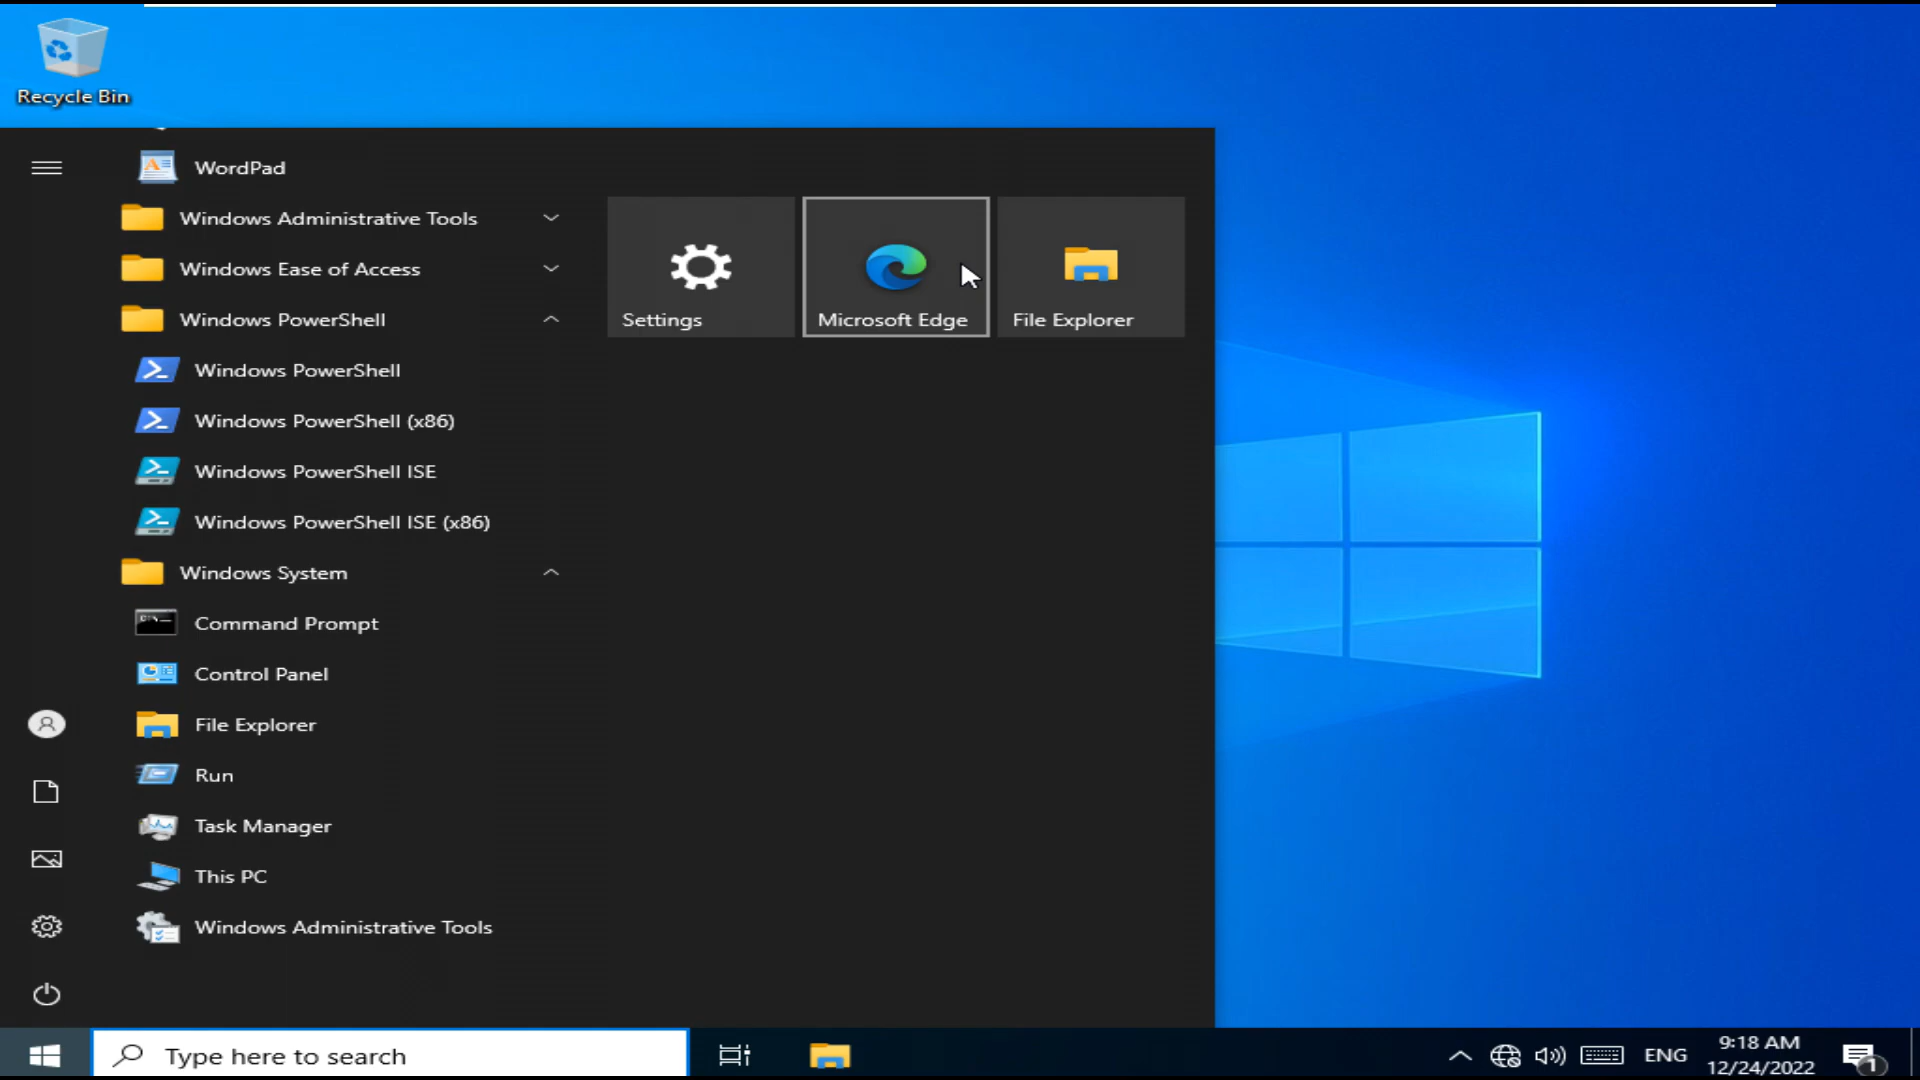 Recycle Bin
WordPad
Windows Administrative Tools
Windows Ease of Access
Windows PowerShell
Windows PowerShell
Windows PowerShell (x86)
Windows PowerShell ISE
Windows PowerShell ISE (x86)
Windows System
Command Prompt
Control Panel
File Explorer
Run
Task Manager
This PC
Windows Administrative Tools
Settings
Microsoft Edge
File Explorer
Type here to search
ENG
9:18 AM
12/24/2022
1